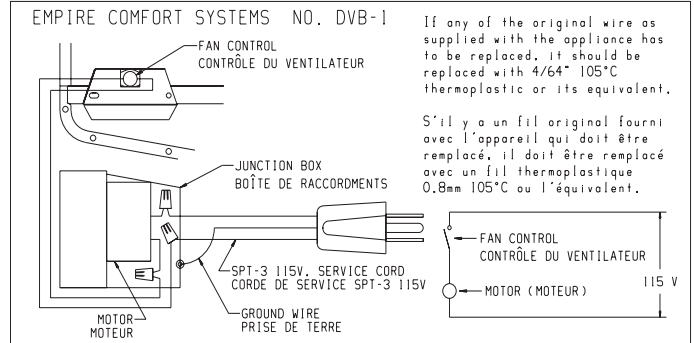 EMPIRE COMFORT SYSTEMS NO. DVB-1
FAN CONTROL
CONTRÔLE DU VENTILATEUR
If any of the original wire as
supplied with the appliance has
to be replaced, it should be
replaced with 4/64" 105°C
thermoplastic or its equivalent.
S'il y a un fil original fourni
avec l'appareil qui doit être
remplacé, il doit être remplacé
avec un fil thermoplastique
0.8mm 105°C ou l'équivalent.
JUNCTION BOX
BOÎTE DE RACCORDMENTS
SPT-3 115V. SERVICE CORD
CORDE DE SERVICE SPT-3 115V
GROUND WIRE
PRISE DE TERRE
MOTOR
MOTEUR
FAN CONTROL
CONTRÔLE DU VENTILATEUR
MOTOR (MOTEUR)
115 V